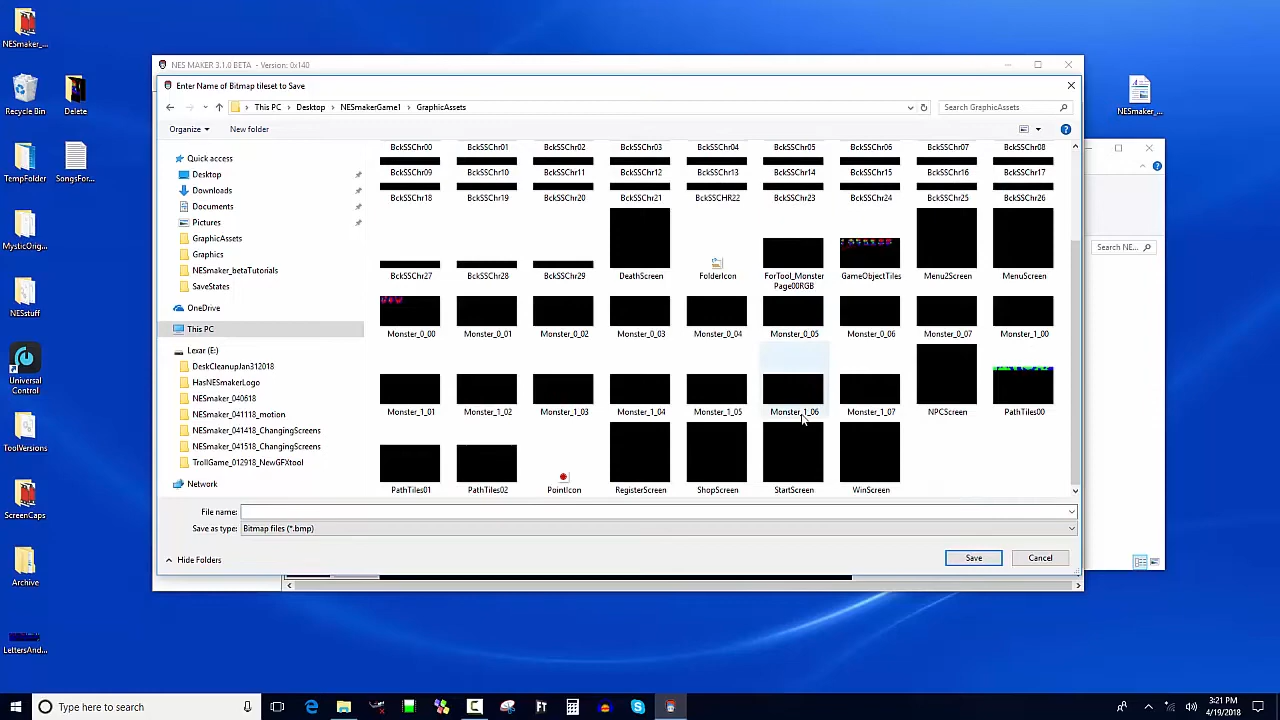 NESmaker_...
Recycle Bin
Delete
TempFolder
SongsFor...
MysticOrig...
NESstuff
Universal
Control
ToolVersions
ScreenCaps
Archive
LettersAnd...
NESmaker_...
NES MAKER 3.1.0 BETA - Version: 0x140
Enter Name of Bitmap tileset to Save
This PC > Desktop > NESmakerGame1 > GraphicAssets
Search GraphicAssets
Organize
New folder
Search NE...
Quick access
Desktop
Downloads
Documents
Pictures
GraphicAssets
Graphics
NESmaker_betaTutorials
SaveStates
OneDrive
This PC
Lexar (E:)
DeskCleanupJan312018
HasNESmakerLogo
NESmaker_040618
NESmaker_041118_motion
NESmaker_041418_ChangingScreens
NESmaker_041518_ChangingScreens
TrollGame_012918_NewGFXtool
Network
BckSSChr00 BckSSChr01 BckSSChr02 BckSSChr03 BckSSChr04 BckSSChr05 BckSSChr06 BckSSChr07 BckSSChr08
BckSSChr09 BckSSChr10 BckSSChr11 BckSSChr12 BckSSChr13 BckSSChr14 BckSSChr15 BckSSChr16 BckSSChr17
BckSSChr18 BckSSChr19 BckSSChr20 BckSSChr21 BckSSCHR22 BckSSChr23 BckSSChr24 BckSSChr25 BckSSChr26
BckSSChr27 BckSSChr28 BckSSChr29 DeathScreen FolderIcon ForTool_Monster GameObjectTiles Menu2Screen MenuScreen
Page00RGB
Monster_0_00 Monster_0_01 Monster_0_02 Monster_0_03 Monster_0_04 Monster_0_05 Monster_0_06 Monster_0_07 Monster_1_00
Monster_1_01 Monster_1_02 Monster_1_03 Monster_1_04 Monster_1_05 Monster_1_06 Monster_1_07 NPCScreen PathTiles00
PathTiles01 PathTiles02 PointIcon RegisterScreen ShopScreen StartScreen WinScreen
File name:
Save as type: Bitmap files (*.bmp)
Hide Folders
Save
Cancel
Type here to search
3:21 PM
4/19/2018